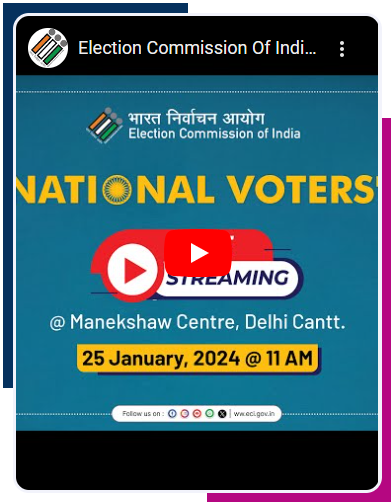 Election Commission Of Indi...
भारत निर्वाचन आयोग
Election Commission of India
NATIONAL VOTERS'
STREAMING
@ Manekshaw Centre, Delhi Cantt.
25 January, 2024 @ 11 AM
Follow us on : | ww.eci.gov.in